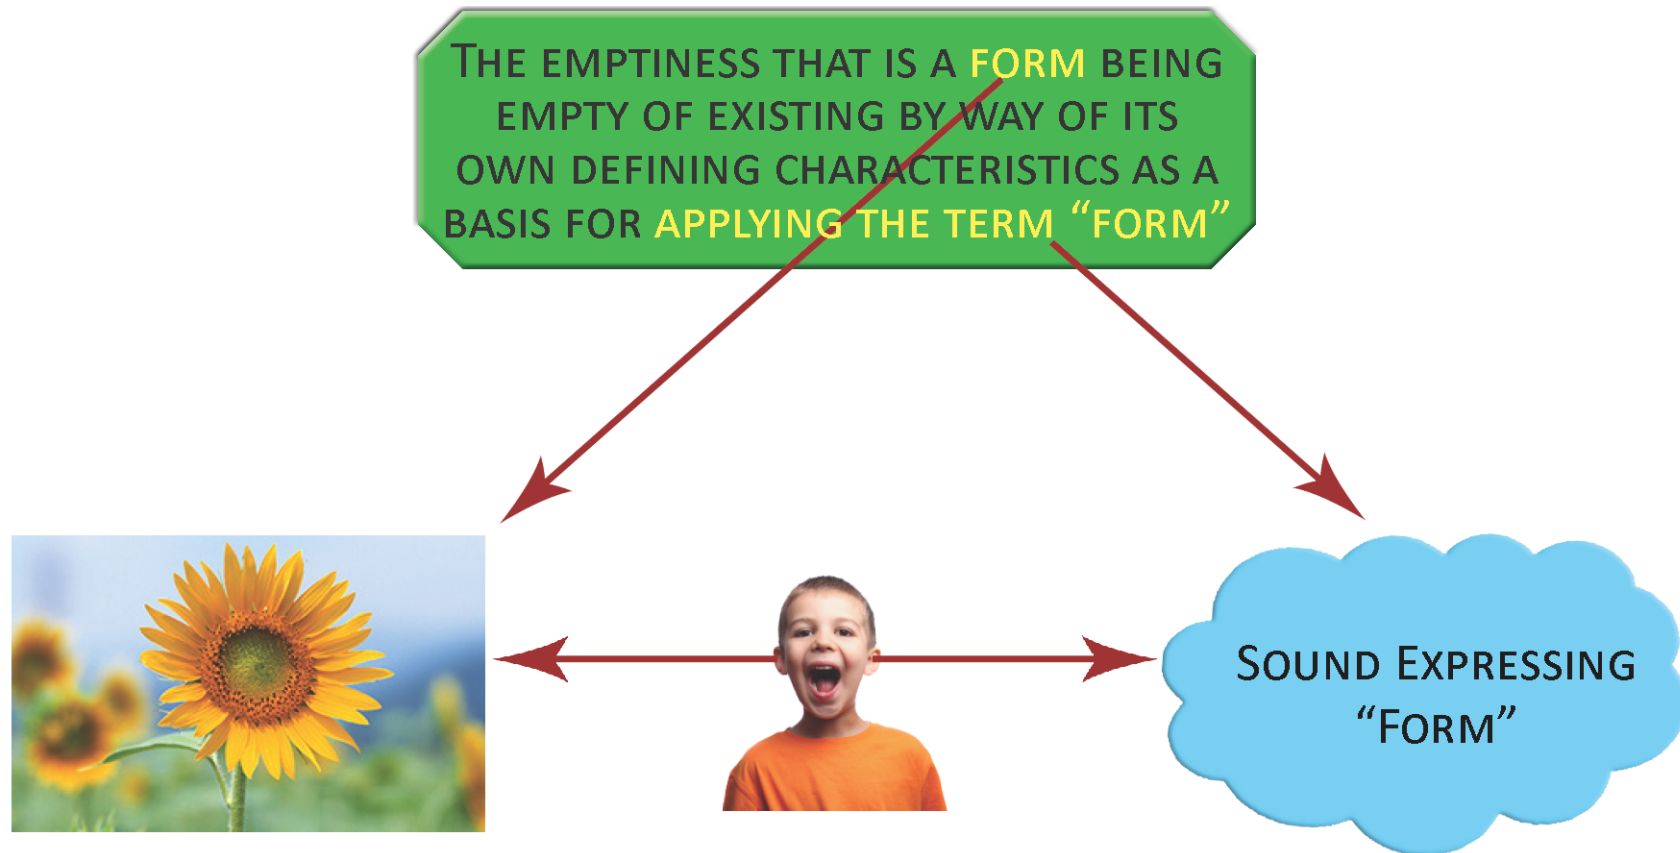 THE EMPTINESS THAT IS A FORM BEING
EMPTY OF EXISTING BY WAY OF ITS
OWN DEFINING CHARACTERISTICS AS A
BASIS FOR APPLYING THE TERM “FORM”
SOUND EXPRESSING
“FORM”